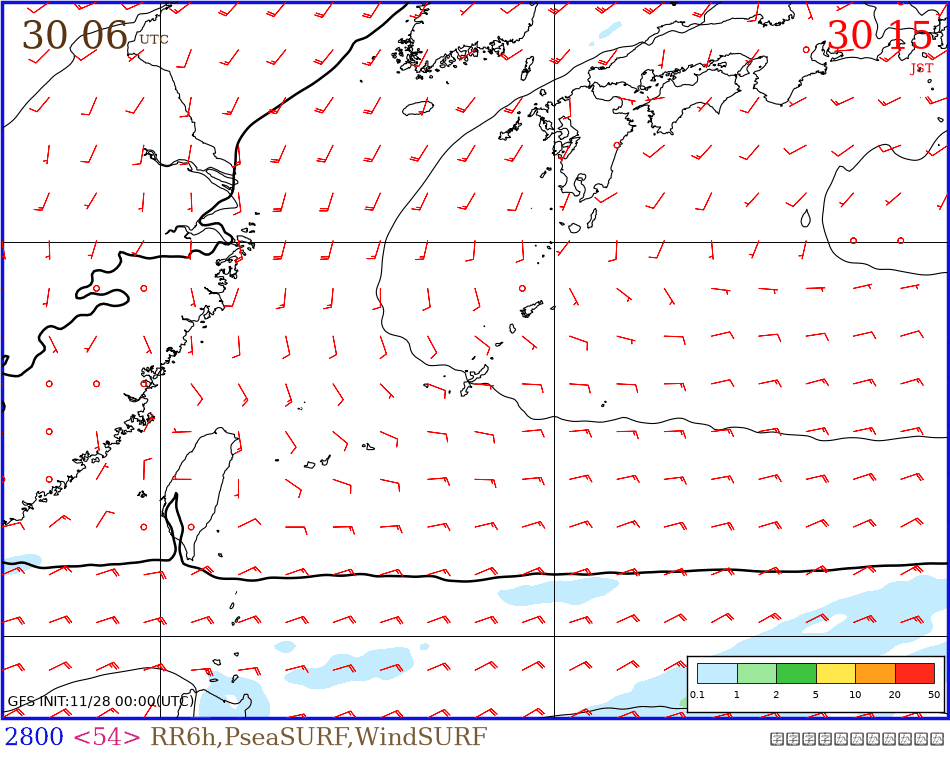 30 06 UTC
30 15
JST
0.1 1 2 5 10 20 50
GFS INIT:11/28 00:00(UTC)
2800 <54> RR6h,PseaSURF,WindSURF